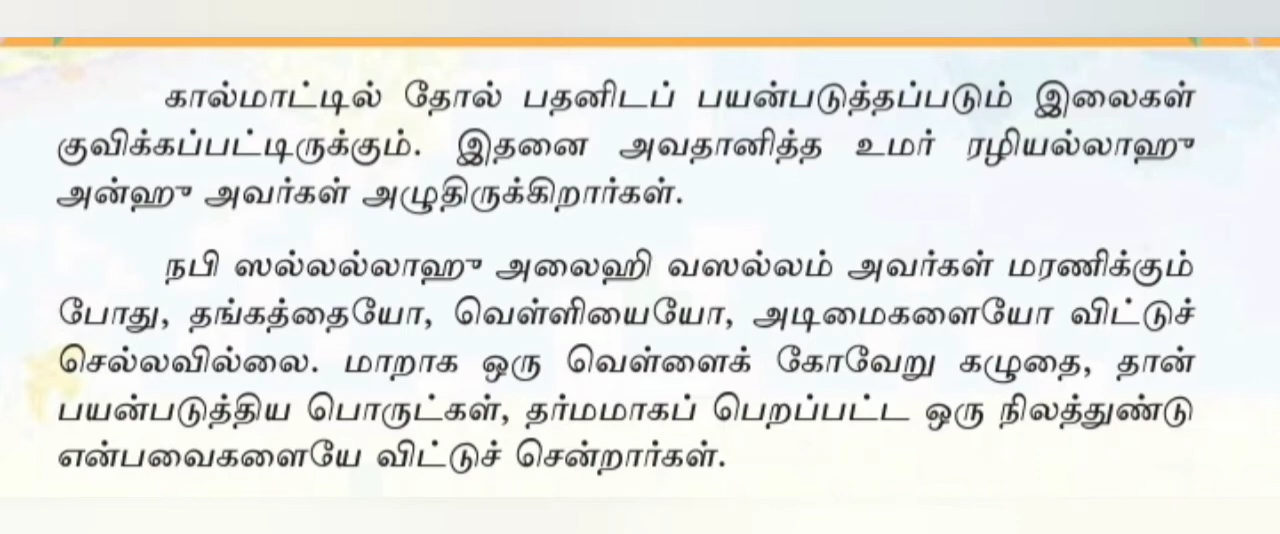 கால்மாட்டில் தோல் பதனிடப் பயன்படுத்தப்படும் இலைகள்
குவிக்கப்பட்டிருக்கும். இதனை அவதானித்த உமர் ரழியல்லாஹு
அன்ஹு அவர்கள் அழுதிருக்கிறார்கள்.
நபி ஸல்லல்லாஹு அலைஹி வஸல்லம் அவர்கள் மரணிக்கும்
போது, தங்கத்தையோ, வெள்ளியையோ, அடிமைகளையோ விட்டுச்
செல்லவில்லை. மாறாக ஒரு வெள்ளைக் கோவேறு கழுதை, தான்
பயன்படுத்திய பொருட்கள், தர்மமாகப் பெறப்பட்ட ஒரு நிலத்துண்டு
என்பவைகளையே விட்டுச் சென்றார்கள்.